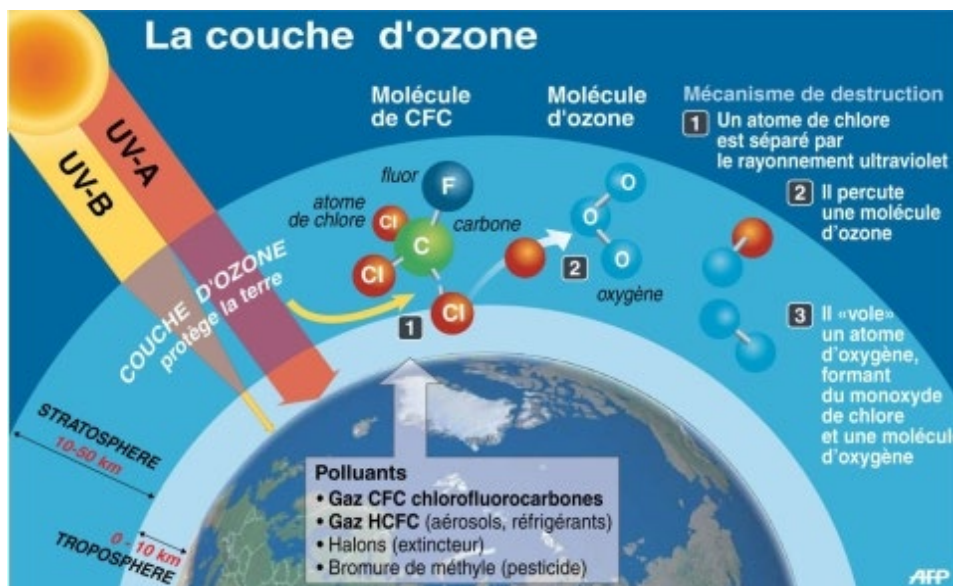 La couche d'ozone
UV-A
UV-B
COUCHE D'OZONE
protège la terre
Molécule
de CFC
fluor
F
atome
de chlore
Cl
carbone
C
Cl
Cl
1
Molécule
d'ozone
O
O
O
2
oxygène
Mécanisme de destruction
1 Un atome de chlore
est séparé par
le rayonnement ultraviolet
2 Il percute
une molécule
d'ozone
3 Il «vole»
un atome
d'oxygène,
formant
du monoxyde
de chlore
et une molécule
d'oxygène
STRATOSPHERE
10-50 km
0 - 10 km
TROPOSPHERE
Polluants
• Gaz CFC chlorofluorocarbones
• Gaz HCFC (aérosols, réfrigérants)
• Halons (extincteur)
• Bromure de méthyle (pesticide)
AFP